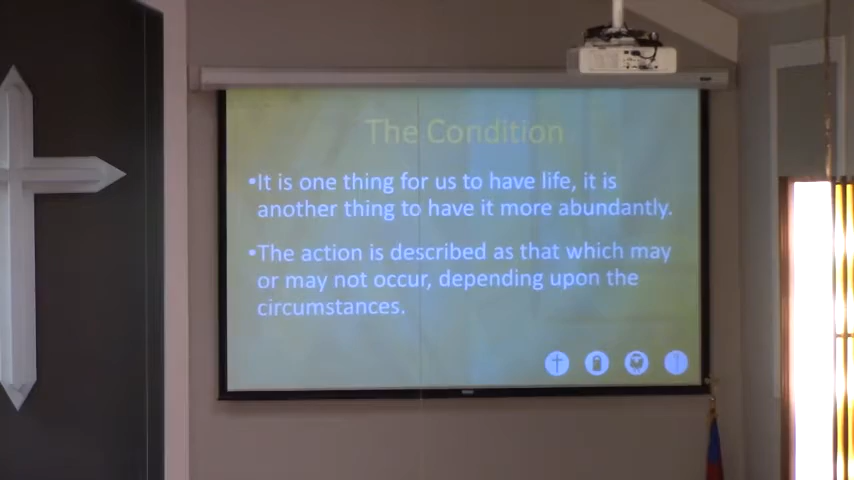 The Condition
•It is one thing for us to have life, it is
another thing to have it more abundantly.
•The action is described as that which may
or may not occur, depending upon the
circumstances.